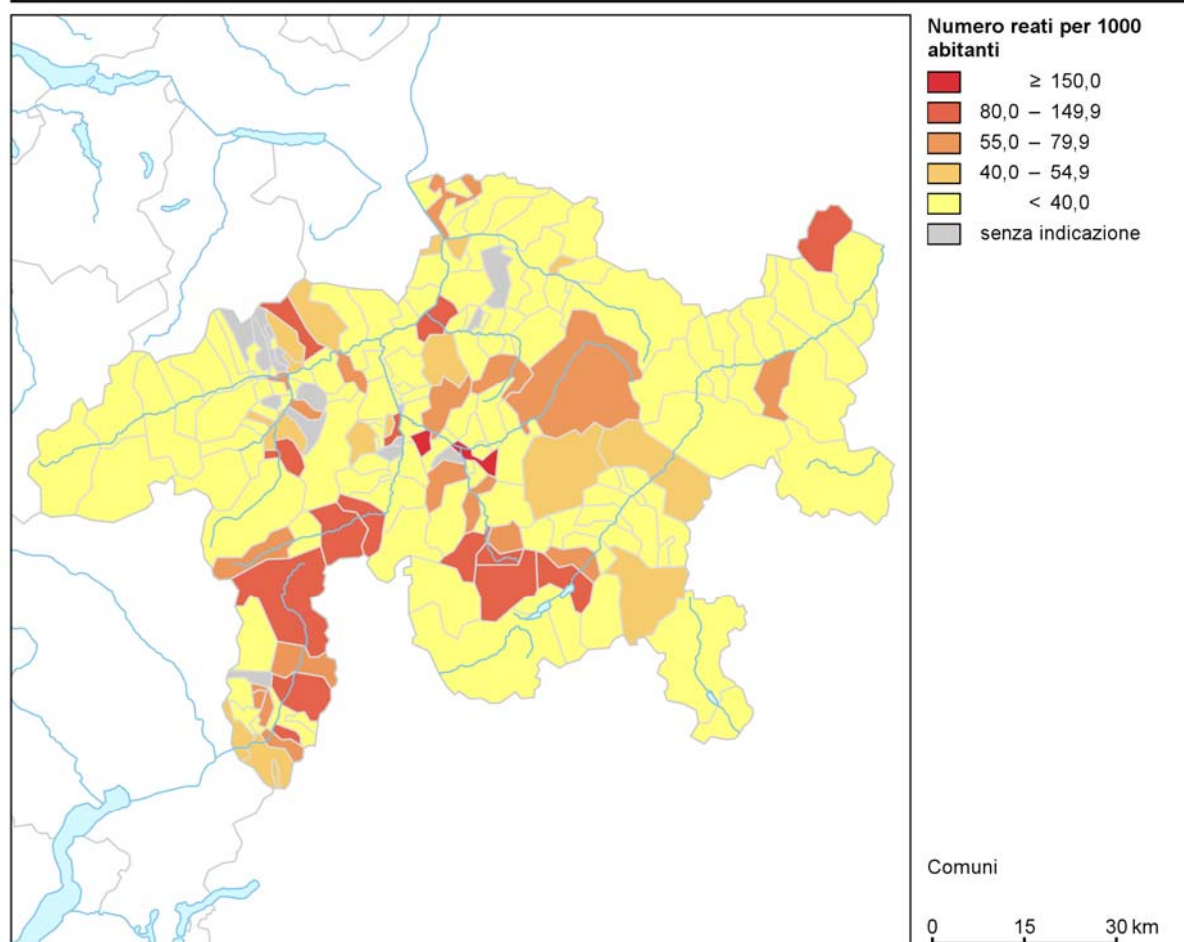 Numero reati per 1000
abitanti
≥ 150,0
80,0 – 149,9
55,0 – 79,9
40,0 – 54,9
< 40,0
senza indicazione
Comuni
0 15 30 km